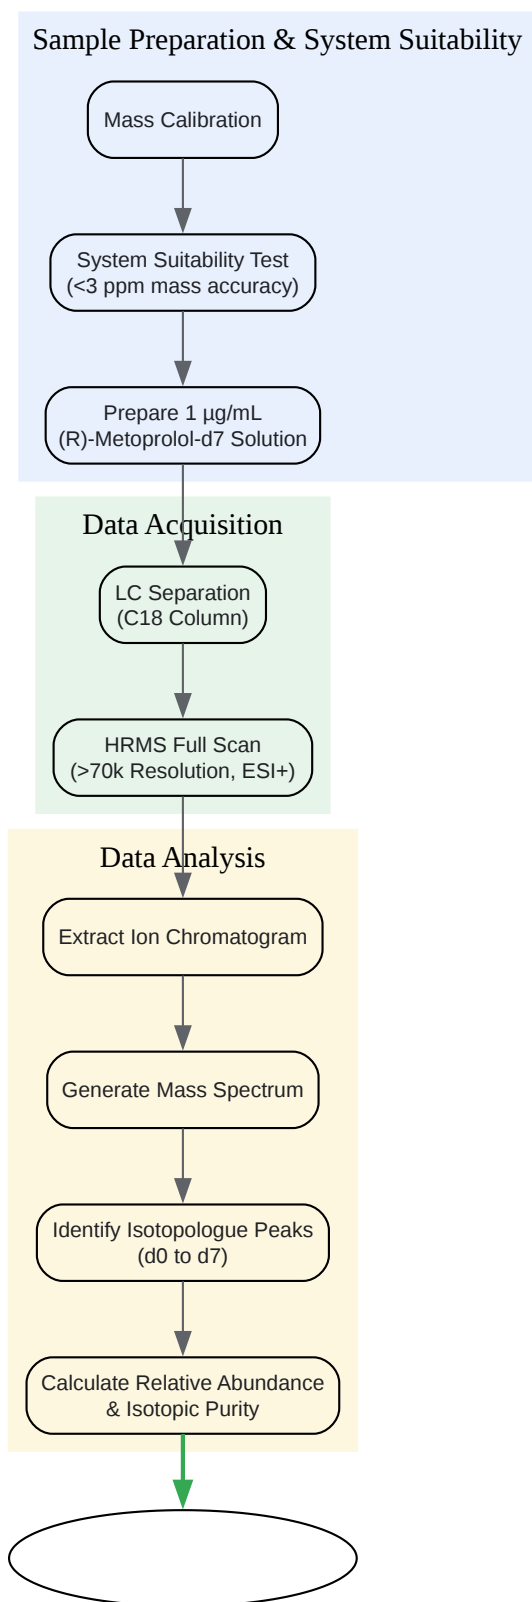 Sample Preparation & System Suitability
Mass Calibration
System Suitability Test
(<3 ppm mass accuracy)
Prepare 1 µg/mL
(R)-Metoprolol-d7 Solution
Data Acquisition
LC Separation
(C18 Column)
HRMS Full Scan
(>70k Resolution, ESI+)
Data Analysis
Extract Ion Chromatogram
Generate Mass Spectrum
Identify Isotopologue Peaks
(d0 to d7)
Calculate Relative Abundance
& Isotopic Purity